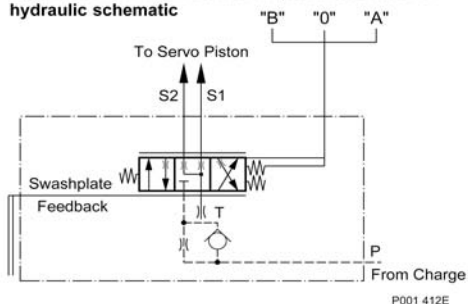 hydraulic schematic
"B" "0" "A"
To Servo Piston
S2 S1
Swashplate
Feedback
T
T
P
From Charge
P001 412E